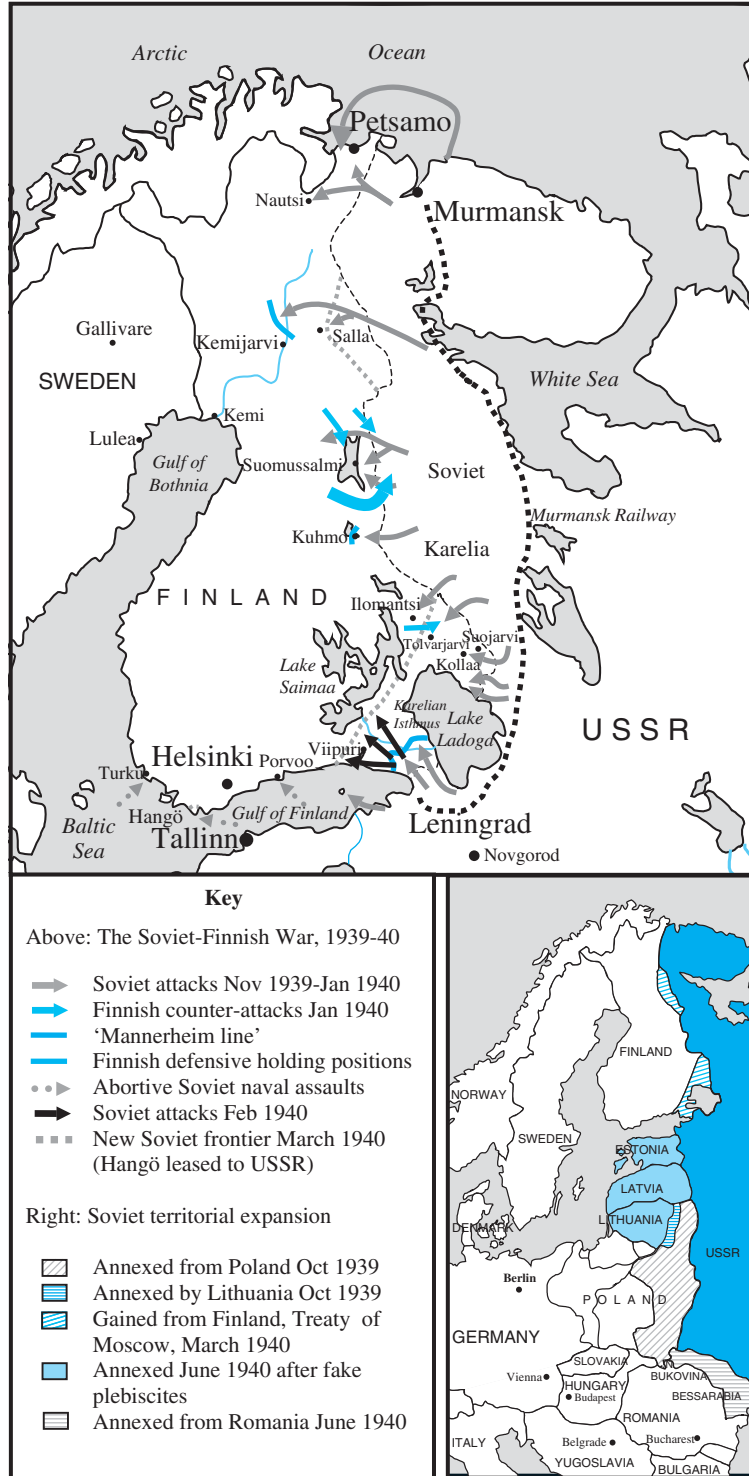 Arctic
Ocean
Petsamo
Nautsi
Murmansk
Gallivare
Kemijarvi
Salla
SWEDEN
White Sea
Kemi
Lulea
Gulf of
Bothnia
Suomussalmi
Soviet
Murmansk Railway
Kuhmo
Karelia
FINLAND
Ilomantsi
Tolvarjarvi
Suojarvi
Kollaa
Lake
Saimaa
Karelian
Isthmus
Lake
Ladoga
USSR
Viipuri
Helsinki
Porvoo
Turku
Hangö
Gulf of Finland
Baltic
Sea
Tallinn
Leningrad
Novgorod
Key
Above: The Soviet-Finnish War, 1939-40
Soviet attacks Nov 1939-Jan 1940
Finnish counter-attacks Jan 1940
‘Mannerheim line’
Finnish defensive holding positions
Abortive Soviet naval assaults
Soviet attacks Feb 1940
New Soviet frontier March 1940
(Hangö leased to USSR)
Right: Soviet territorial expansion
Annexed from Poland Oct 1939
Annexed by Lithuania Oct 1939
Gained from Finland, Treaty of
Moscow, March 1940
Annexed June 1940 after fake
plebiscites
Annexed from Romania June 1940
FINLAND
NORWAY
SWEDEN
ESTONIA
LATVIA
DENMARK
LITHUANIA
USSR
Berlin
POLAND
GERMANY
SLOVAKIA
Vienna
BUKOVINA
HUNGARY
Budapest
BESSARABIA
ROMANIA
ITALY
Belgrade
Bucharest
YUGOSLAVIA
BULGARIA